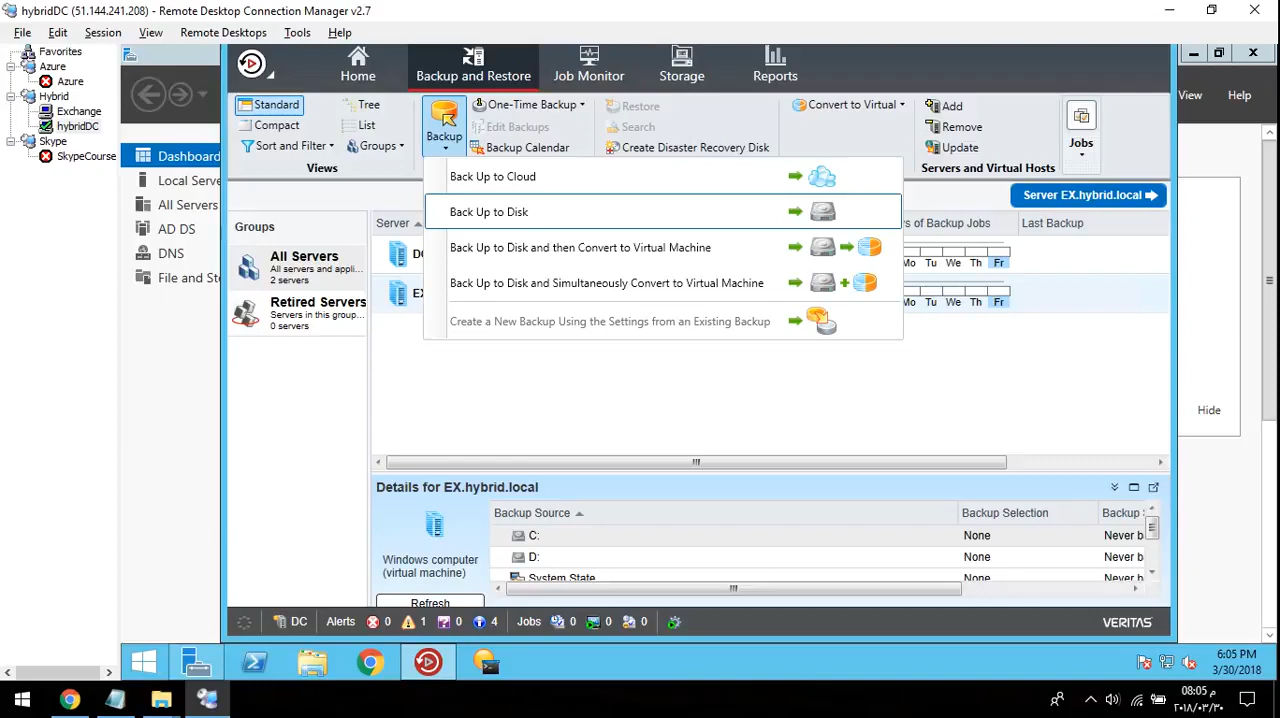 hybridDC (51.144.241.208) - Remote Desktop Connection Manager v2.7
File Edit Session View Remote Desktops Tools Help
Favorites
Azure
Azure
Hybrid
Exchange
hybridDC
Skype
SkypeCourse
Dashboard
Local Serve
All Servers
AD DS
DNS
File and Sto
Home
Backup and Restore
Job Monitor
Storage
Reports
View Help
Standard
Compact
Sort and Filter
Tree
List
Groups
Views
Backup
One-Time Backup
Edit Backups
Backup Calendar
Restore
Search
Create Disaster Recovery Disk
Convert to Virtual
Add
Remove
Update
Servers and Virtual Hosts
Jobs
Back Up to Cloud
Back Up to Disk
Back Up to Disk and then Convert to Virtual Machine
Back Up to Disk and Simultaneously Convert to Virtual Machine
Create a New Backup Using the Settings from an Existing Backup
Server EX.hybrid.local
Groups
All Servers
All servers and appli...
2 servers
Retired Servers
Servers in this group...
0 servers
Server
s of Backup Jobs
Last Backup
Mo Tu We Th Fr
Mo Tu We Th Fr
Hide
Details for EX.hybrid.local
Windows computer
(virtual machine)
Refresh
Backup Source
Backup Selection
Backup
C: None Never b
D: None Never b
System State None Never b
DC Alerts 0 1 0 4 Jobs 0 0 0
VERITAS
6:05 PM
3/30/2018
08:05 م
٢٠١٨/٠٣/٣٠